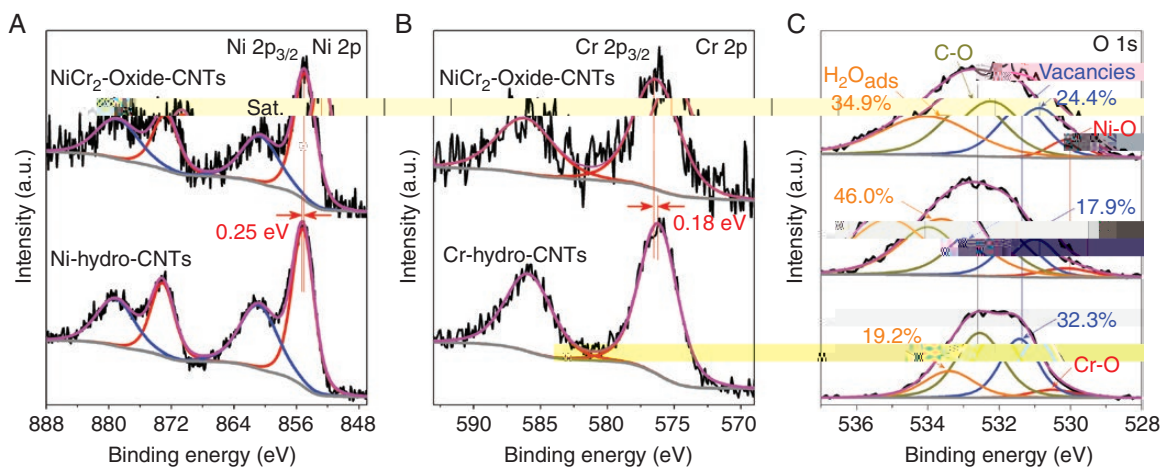 A
Ni 2p3/2 Ni 2p
NiCr2-Oxide-CNTs
Sat.
0.25 eV
Ni-hydro-CNTs
Intensity (a.u.)
888 880 872 864 856 848
Binding energy (eV)
B
Cr 2p3/2 Cr 2p
NiCr2-Oxide-CNTs
0.18 eV
Cr-hydro-CNTs
Intensity (a.u.)
590 585 580 575 570
Binding energy (eV)
C
O 1s
C-O
H2Oads
34.9%
Vacancies
24.4%
Ni-O
46.0%
17.9%
19.2%
32.3%
Cr-O
Intensity (a.u.)
536 534 532 530 528
Binding energy (eV)